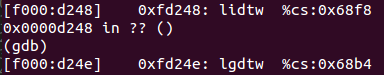 [f000:d248]    0xfd248: lidtw  %cs:0x68f8
0x0000d248 in ?? ()
(gdb)
[f000:d24e]    0xfd24e: lgdtw  %cs:0x68b4